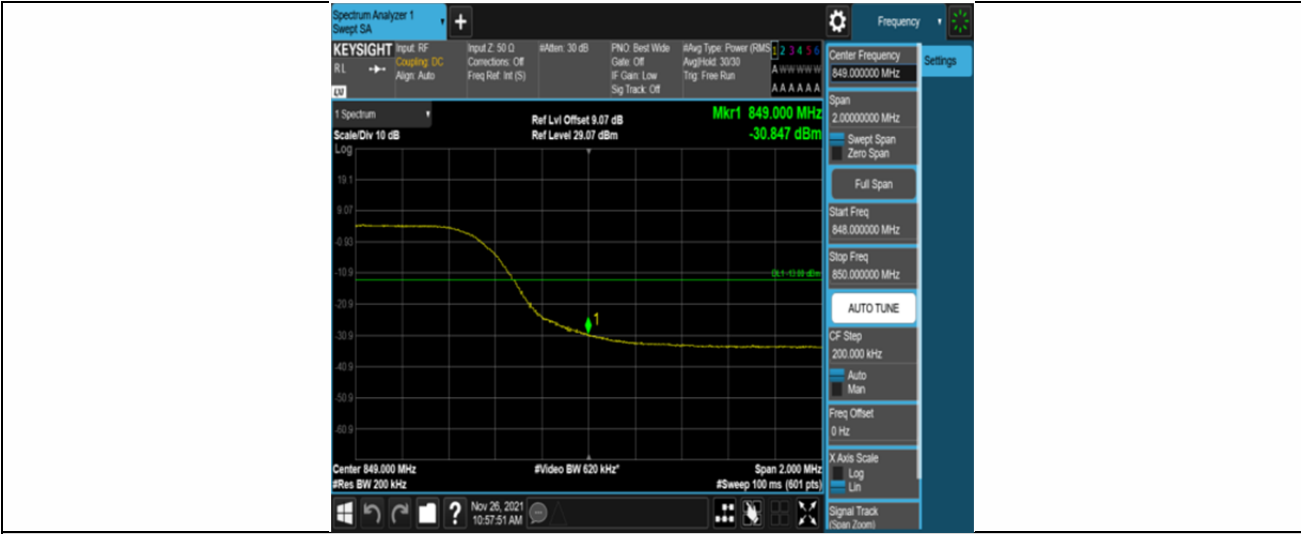 Spectrum Analyzer 1
Swept SA
+
Frequency
KEYSIGHT
R L
Input: RF
Coupling: DC
Align: Auto
Input Z: 50 Ω
Corrections: Off
Freq Ref: Int (S)
#Atten: 30 dB
PNO: Best Wide
Gate: Off
IF Gain: Low
Sig Track: Off
#Avg Type: Power (RMS
Avg|Hold: 30/30
Trig: Free Run
1 2 3 4 5 6
A W W W W W
A A A A A A
1 Spectrum
Scale/Div 10 dB
Log
Ref Lvl Offset 9.07 dB
Ref Level 29.07 dBm
Mkr1 849.000 MHz
-30.847 dBm
19.1
9.07
-0.93
-10.9
-20.9
-30.9
-40.9
-50.9
-60.9
DL1 -13.00 dBm
1
Center 849.000 MHz
#Res BW 200 kHz
#Video BW 620 kHz*
Span 2.000 MHz
#Sweep 100 ms (601 pts)
?
Nov 26, 2021
10:57:51 AM
Center Frequency
849.000000 MHz
Settings
Span
2.00000000 MHz
Swept Span
Zero Span
Full Span
Start Freq
848.000000 MHz
Stop Freq
850.000000 MHz
AUTO TUNE
CF Step
200.000 kHz
Auto
Man
Freq Offset
0 Hz
X Axis Scale
Log
Lin
Signal Track
(Span Zoom)